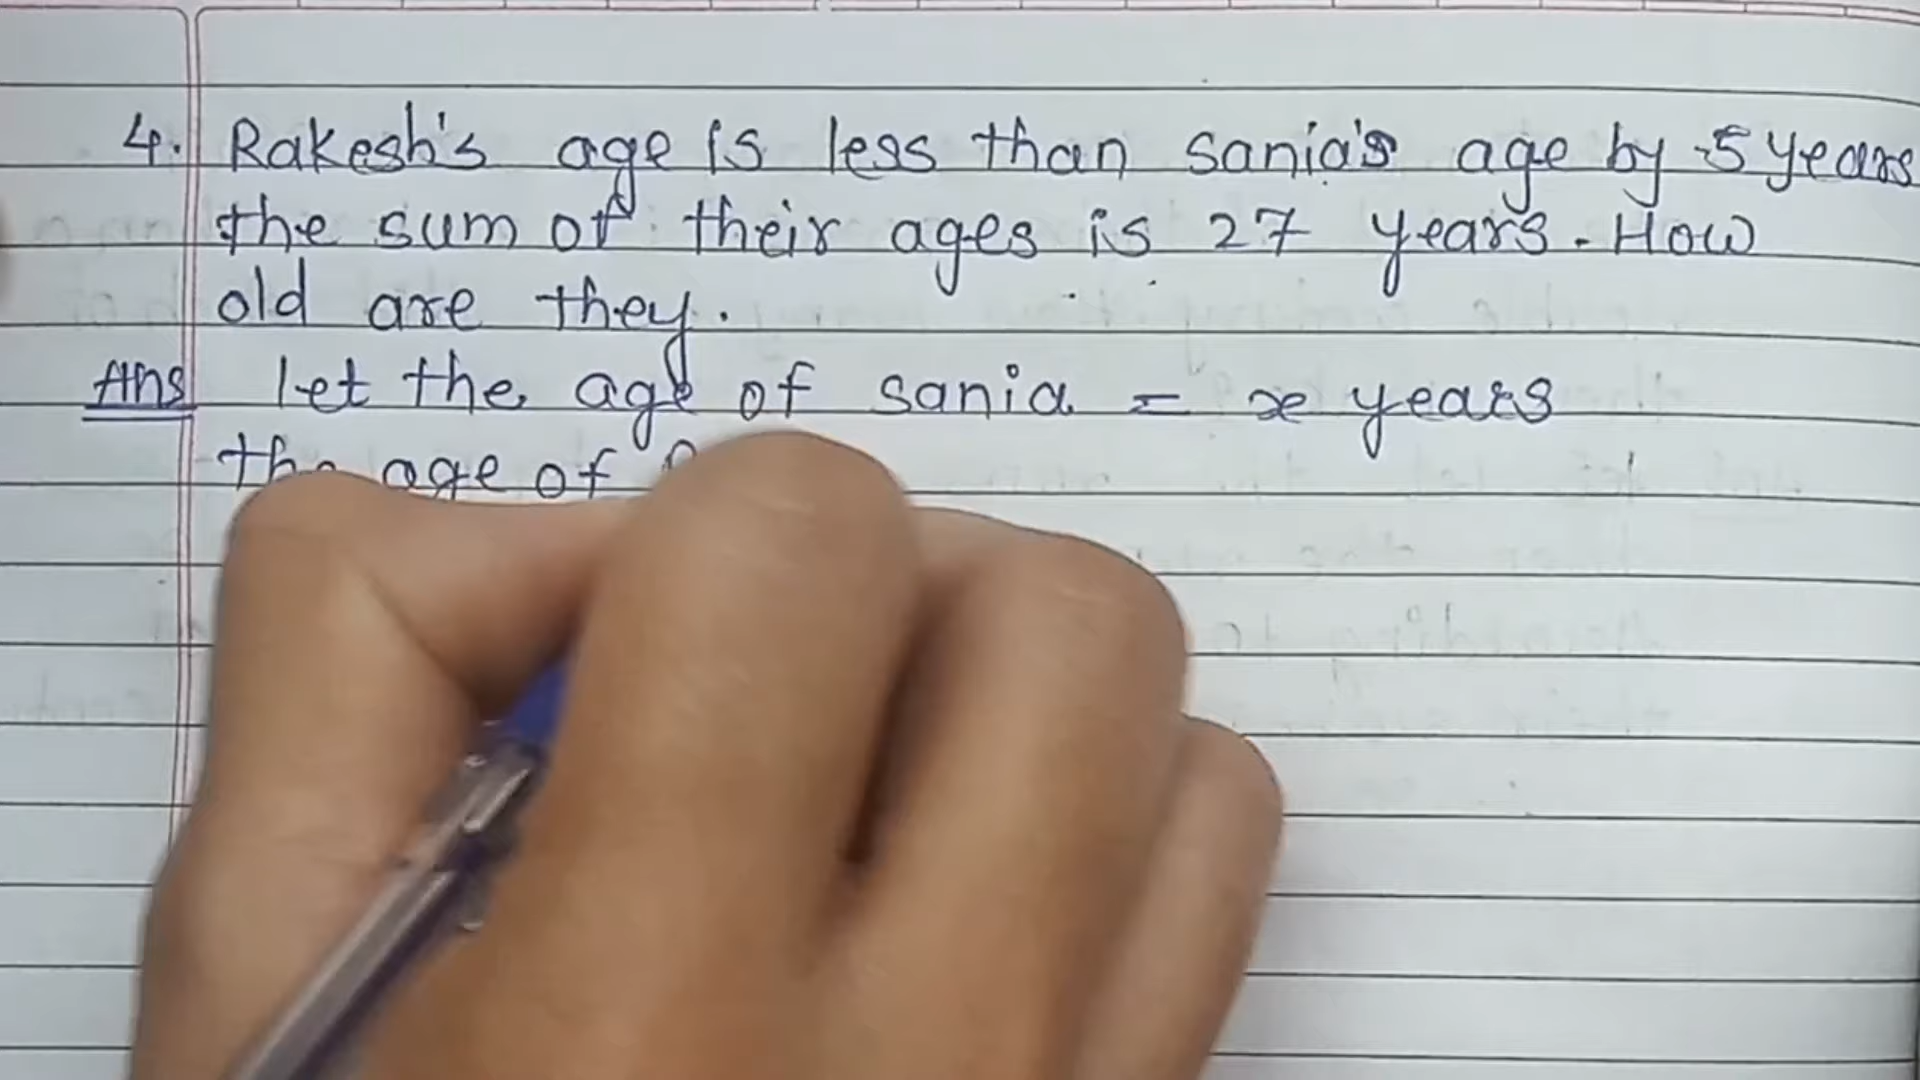 4. Rakesh's age is less than sania's age by 5 years
the sum of their ages is 27 years. How
old are they.
Ans let the age of sania = x years
the age of